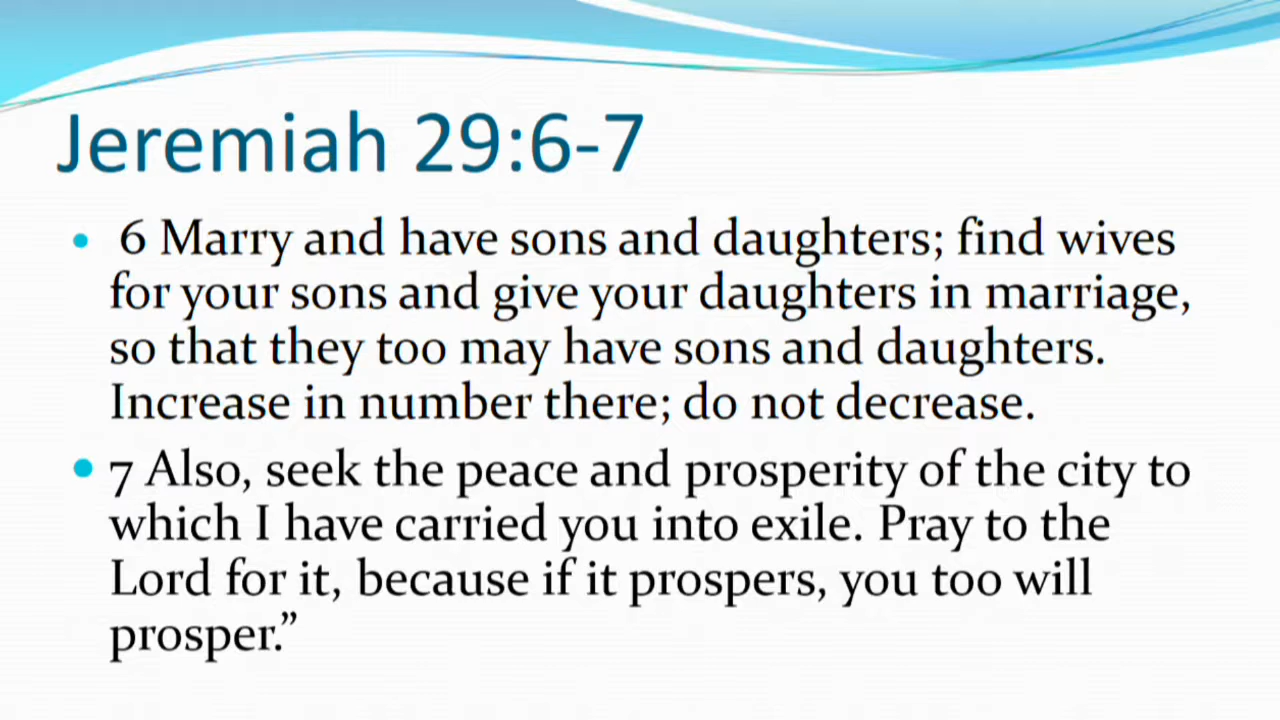 Jeremiah 29:6-7
• 6 Marry and have sons and daughters; find wives
for your sons and give your daughters in marriage,
so that they too may have sons and daughters.
Increase in number there; do not decrease.
• 7 Also, seek the peace and prosperity of the city to
which I have carried you into exile. Pray to the
Lord for it, because if it prospers, you too will
prosper.”